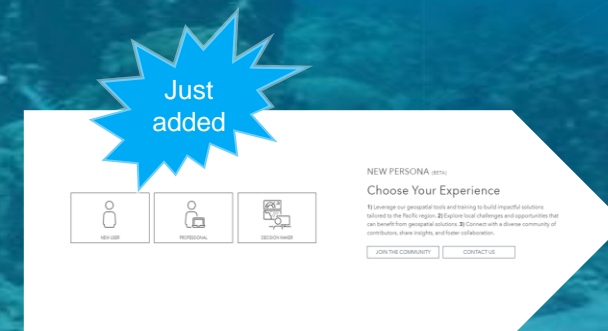 Just
added
NEW PERSONA (BETA)
Choose Your Experience
1) Leverage our geospatial tools and training to build impactful solutions
tailored to the Pacific region. 2) Explore local challenges and opportunities that
can benefit from geospatial solutions. 3) Connect with a diverse community of
contributors, share insights, and foster collaboration.
NEW USER
PROFESSIONAL
DECISION MAKER
JOIN THE COMMUNITY
CONTACT US